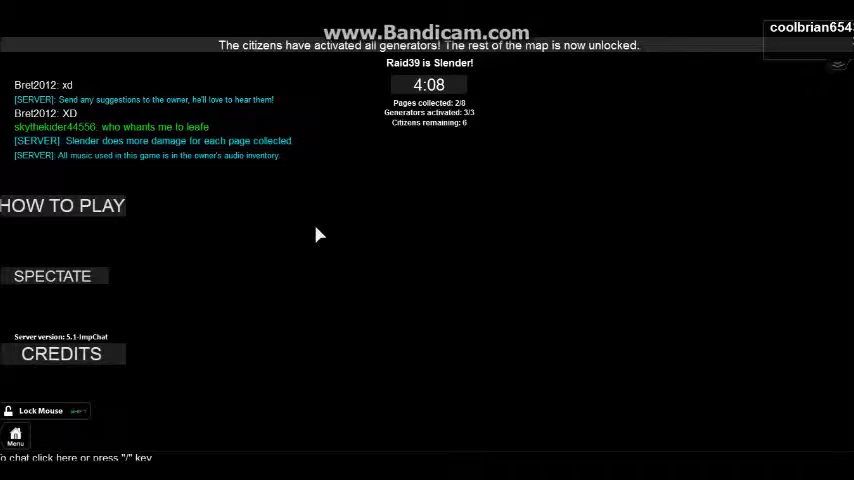 www.Bandicam.com
coolbrian654
The citizens have activated all generators! The rest of the map is now unlocked.
Raid39 is Slender!
4:08
Pages collected: 2/8
Generators activated: 3/3
Citizens remaining: 6
Bret2012: xd
[SERVER]: Send any suggestions to the owner, he'll love to hear them!
Bret2012: XD
skythekider44556: who whants me to leafe
[SERVER]: Slender does more damage for each page collected
[SERVER]: All music used in this game is in the owner's audio inventory.
HOW TO PLAY
SPECTATE
Server version: 5.1-ImpChat
CREDITS
Lock Mouse
Menu
To chat click here or press "/" key